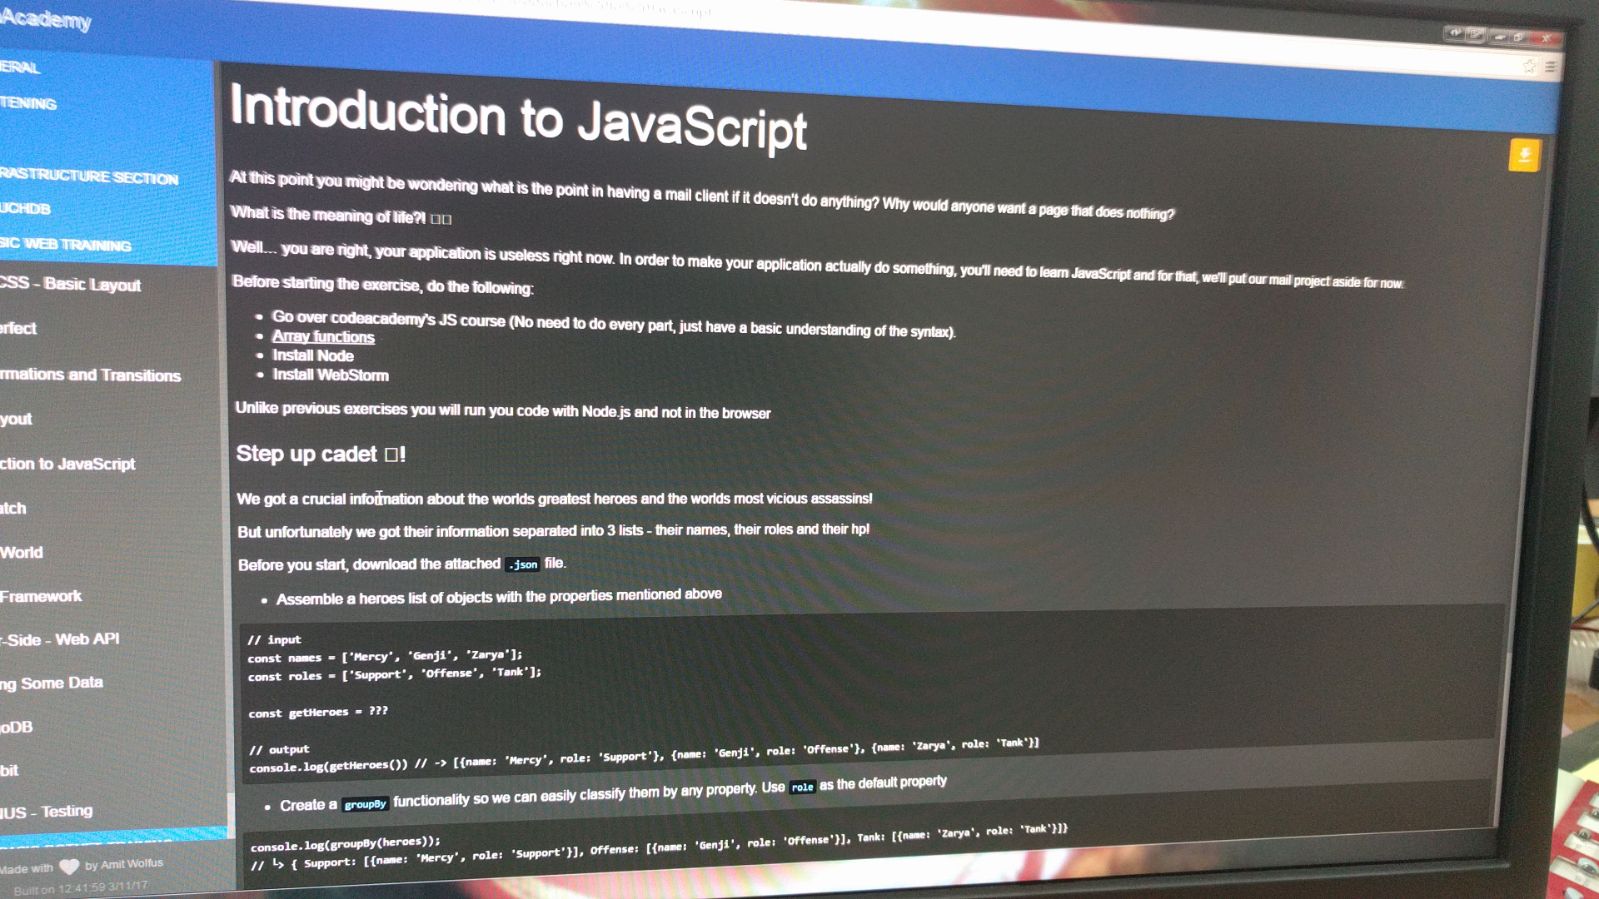 Academy
Introduction to JavaScript
At this point you might be wondering what is the point in having a mail client if it doesn't do anything? Why would anyone want a page that does nothing?
What is the meaning of life?! □□
Well... you are right, your application is useless right now. In order to make your application actually do something, you'll need to learn JavaScript and for that, we'll put our mail project aside for now.
Before starting the exercise, do the following:
• Go over codeacademy's JS course (No need to do every part, just have a basic understanding of the syntax).
• Array functions
• Install Node
• Install WebStorm
Unlike previous exercises you will run you code with Node.js and not in the browser
Step up cadet □!
We got a crucial information about the worlds greatest heroes and the worlds most vicious assassins!
But unfortunately we got their information separated into 3 lists - their names, their roles and their hp!
Before you start, download the attached .json file.
• Assemble a heroes list of objects with the properties mentioned above
// input
const names = ['Mercy', 'Genji', 'Zarya'];
const roles = ['Support', 'Offense', 'Tank'];
const getHeroes = ???
// output
console.log(getHeroes()) // -> [{name: 'Mercy', role: 'Support'}, {name: 'Genji', role: 'Offense'}, {name: 'Zarya', role: 'Tank'}]
• Create a groupBy functionality so we can easily classify them by any property. Use role as the default property
console.log(groupBy(heroes));
// ↳ { Support: [{name: 'Mercy', role: 'Support'}], Offense: [{name: 'Genji', role: 'Offense'}], Tank: [{name: 'Zarya', role: 'Tank'}]}
ERAL
TENING
RASTRUCTURE SECTION
UCHDB
SIC WEB TRAINING
CSS - Basic Layout
erfect
rmations and Transitions
yout
ction to JavaScript
atch
World
Framework
r-Side - Web API
ng Some Data
oDB
bit
NUS - Testing
Made with ♥ by Amit Wolfus
Built on 12:41:59 3/11/17